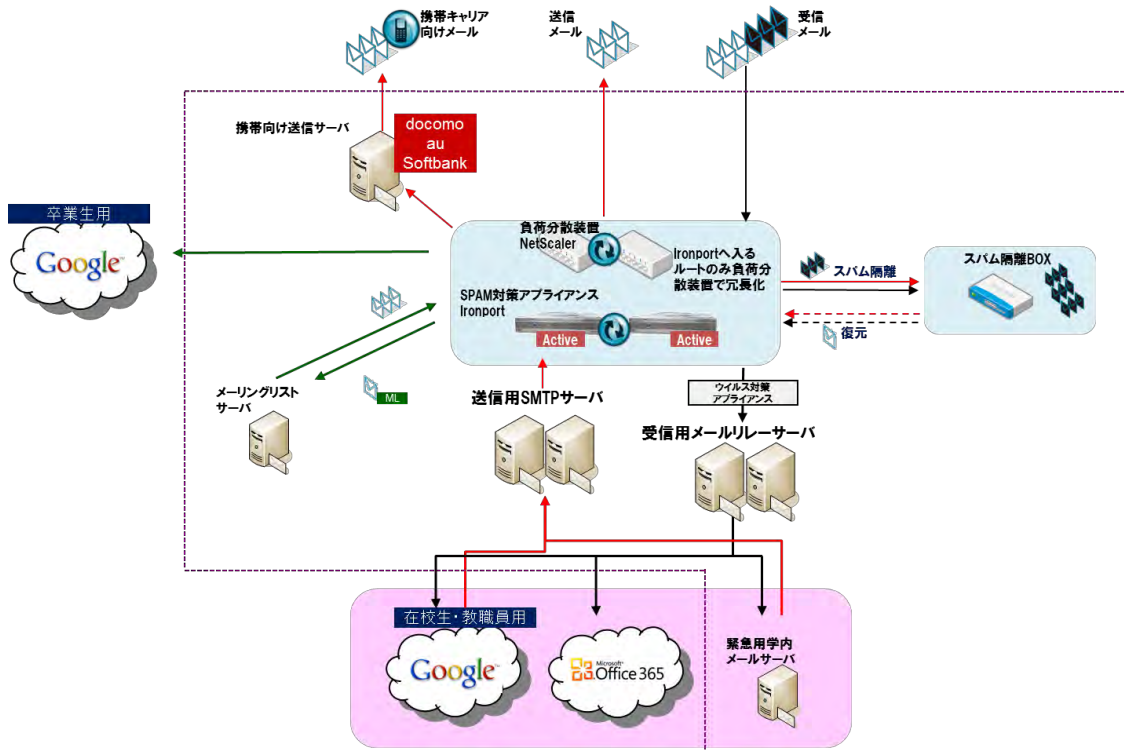 携帯キャリア
向けメール
送信
メール
受信
メール
携帯向け送信サーバ
docomo
au
Softbank
卒業生用
Google™
負荷分散装置
NetScaler
Ironportへ入る
ルートのみ負荷分
散装置で冗長化
SPAM対策アプライアンス
Ironport
Active
Active
スパム隔離
スパム隔離BOX
復元
メーリングリスト
サーバ
ML
送信用SMTPサーバ
ウイルス対策
アプライアンス
受信用メールリレーサーバ
在校生・教職員用
Google™
Microsoft®
Office 365
緊急用学内
メールサーバ